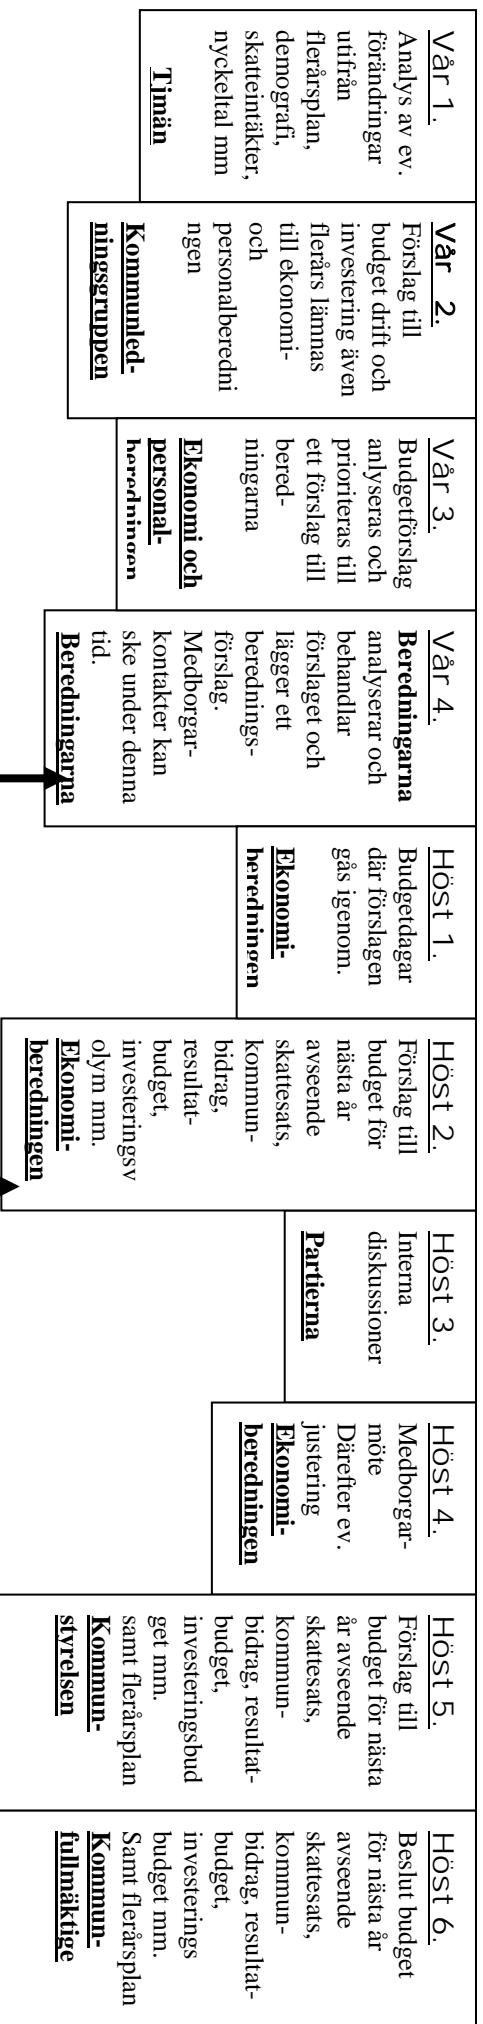 Vår 1.
Analys av ev.
förändringar
utifrån
flerårsplan,
demografi,
skatteintäkter,
nyckeltal mm
Tjmän
Vår 2.
Förslag till
budget drift och
investering även
flerårs lämnas
till ekonomi-
och
personalberedni
ngen
Kommunled-
ningsgruppen
Vår 3.
Budgetförslag
anlyseras och
prioriteras till
ett förslag till
bered-
ningarna
Ekonomi och
personal-
beredningen
Vår 4.
Beredningarna
analyserar och
behandlar
förslaget och
lägger ett
berednings-
förslag.
Medborgar-
kontakter kan
ske under denna
tid.
Beredningarna
Höst 1.
Budgetdagar
där förslagen
gås igenom.
Ekonomi-
beredningen
Höst 2.
Förslag till
budget för
nästa år
avseende
skattesats,
kommun-
bidrag,
resultat-
budget,
investeringsv
olym mm.
Ekonomi-
beredningen
Höst 3.
Interna
diskussioner
Partierna
Höst 4.
Medborgar-
möte
Därefter ev.
justering
Ekonomi-
beredningen
Höst 5.
Förslag till
budget för nästa
år avseende
skattesats,
kommun-
bidrag, resultat-
budget,
investeringsbud
get mm.
samt flerårsplan
Kommun-
styrelsen
Höst 6.
Beslut budget
för nästa år
avseende
skattesats,
kommun-
bidrag, resultat-
budget,
investerings
budget mm.
Samt flerårsplan
Kommun-
fullmäktige